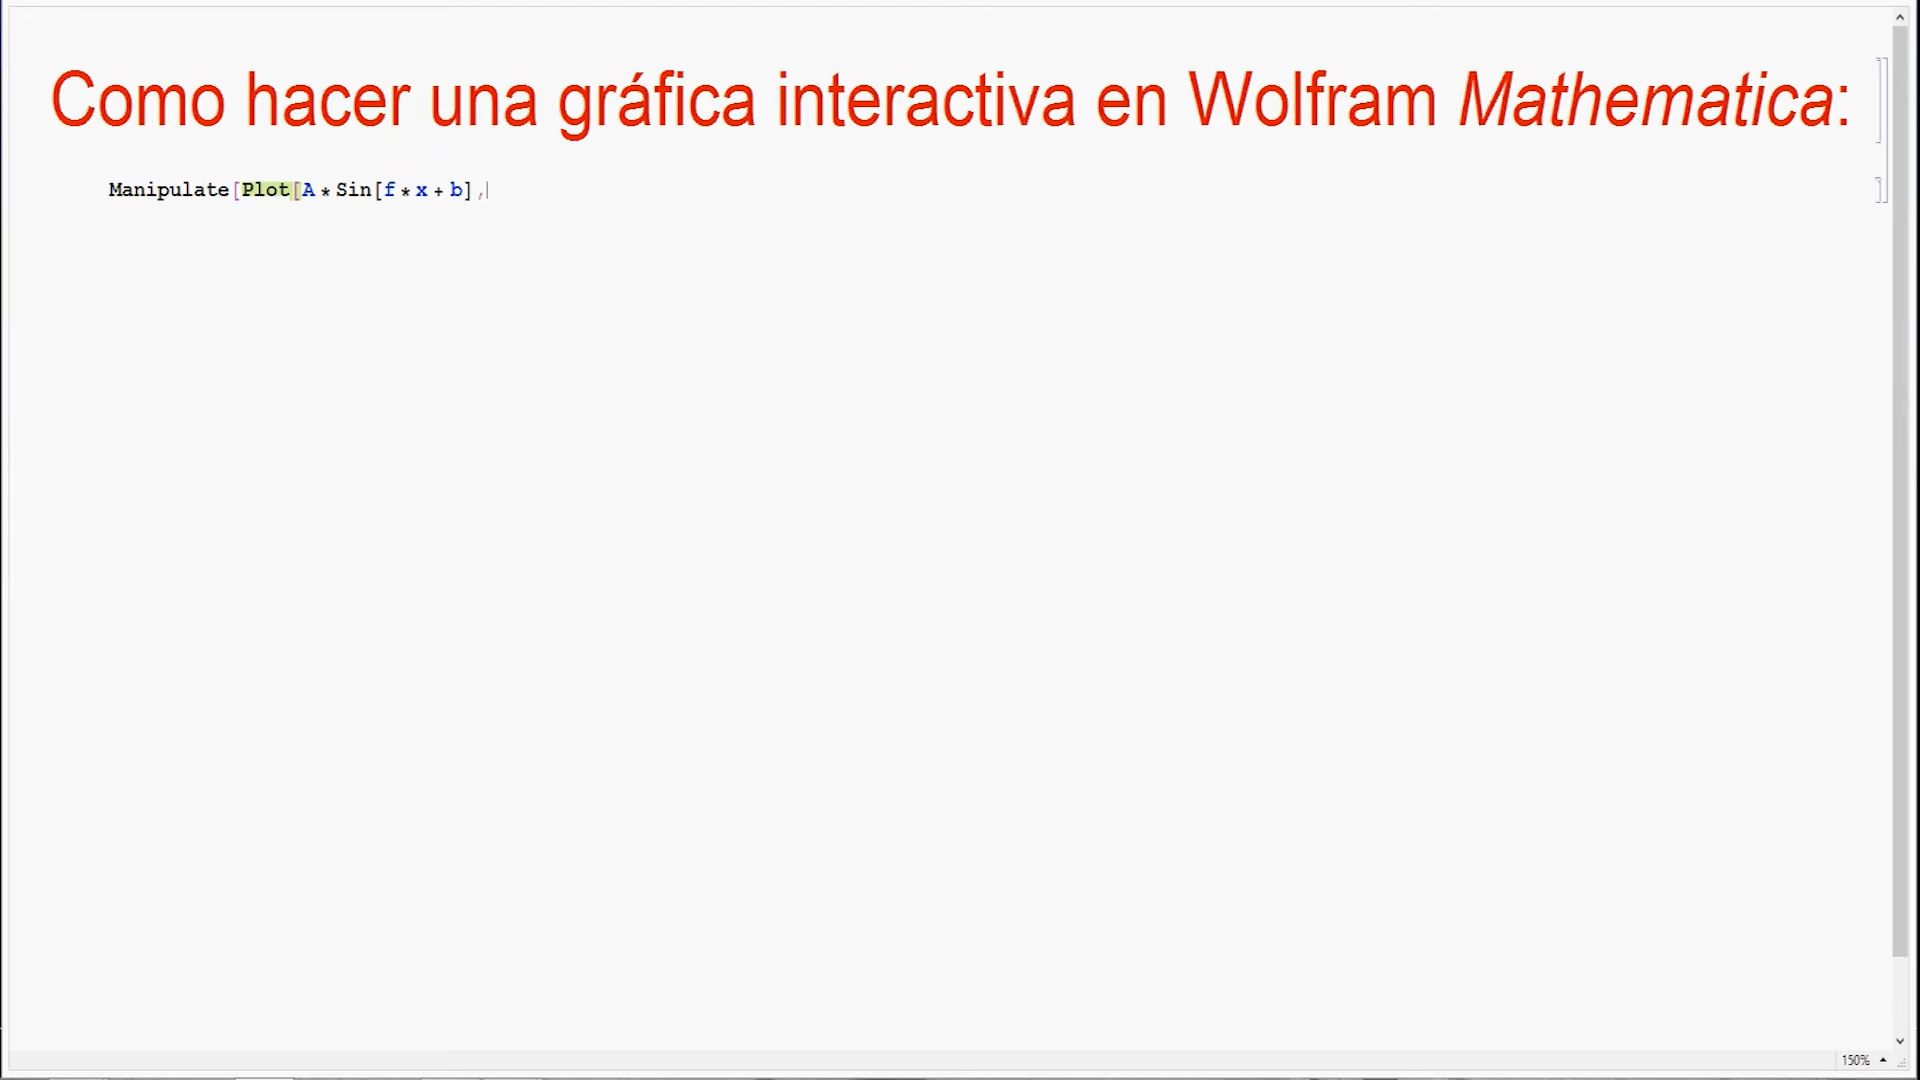 Como hacer una gráfica interactiva en Wolfram Mathematica:
Manipulate[Plot[A*Sin[f*x+b],
150%